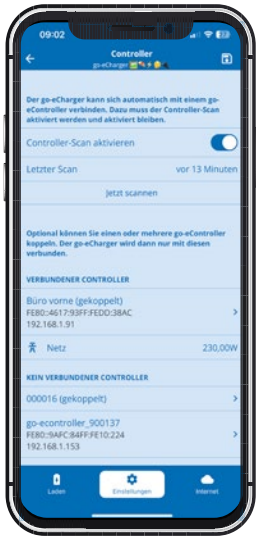 09:02
Controller
go-eCharger
Der go-eCharger kann sich automatisch mit einem go-
eController verbinden. Dazu muss der Controller-Scan
aktiviert werden und aktiviert bleiben.
Controller-Scan aktivieren
Letzter Scan vor 13 Minuten
Jetzt scannen
Optional können Sie einen oder mehrere go-eController
koppeln. Der go-eCharger wird dann nur mit diesen
verbunden.
VERBUNDENER CONTROLLER
Büro vorne (gekoppelt)
FE80::4617:93FF:FEDD:38AC
192.168.1.91
Netz 230,00W
KEIN VERBUNDENER CONTROLLER
000016 (gekoppelt)
go-econtroller_900137
FE80::9AFC:84FF:FE10:224
192.168.1.153
Laden Einstellungen Internet